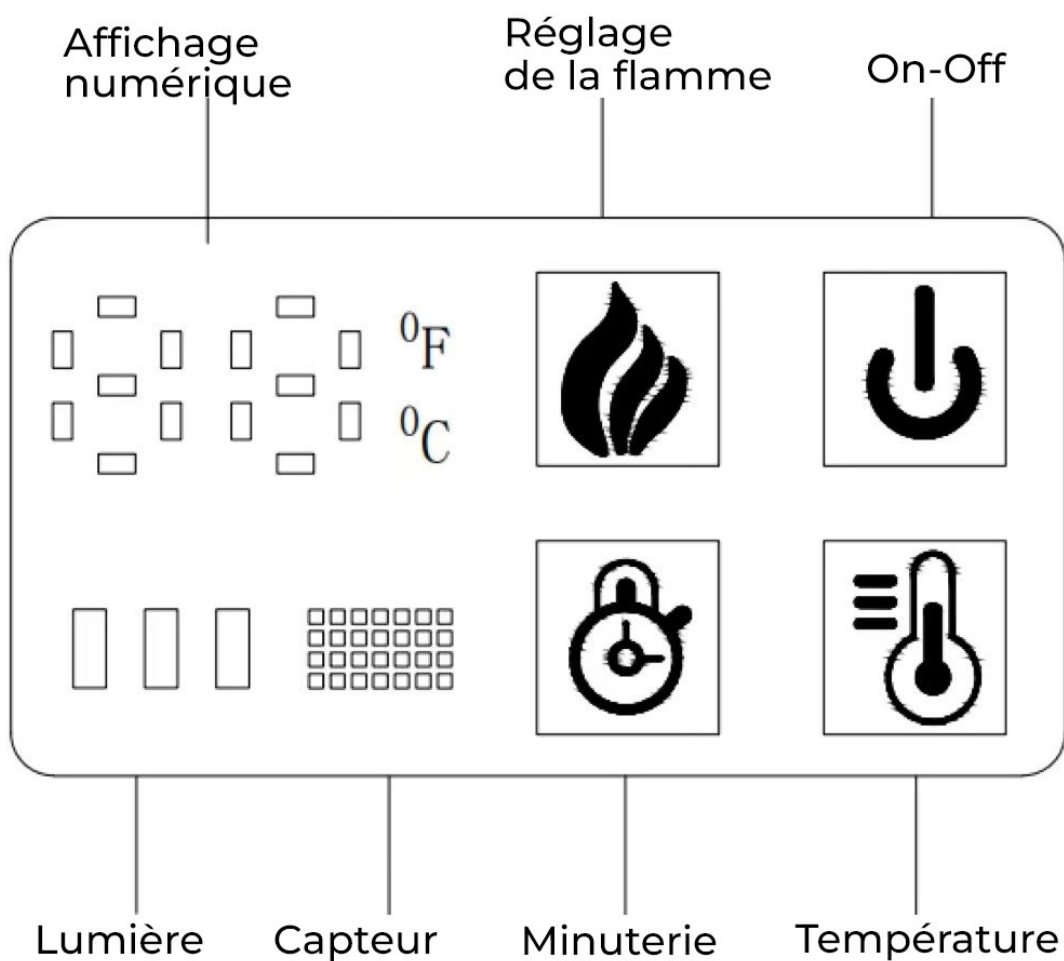 Affichage
numérique
Réglage
de la flamme
On-Off
⁰F
⁰C
Lumière
Capteur
Minuterie
Température